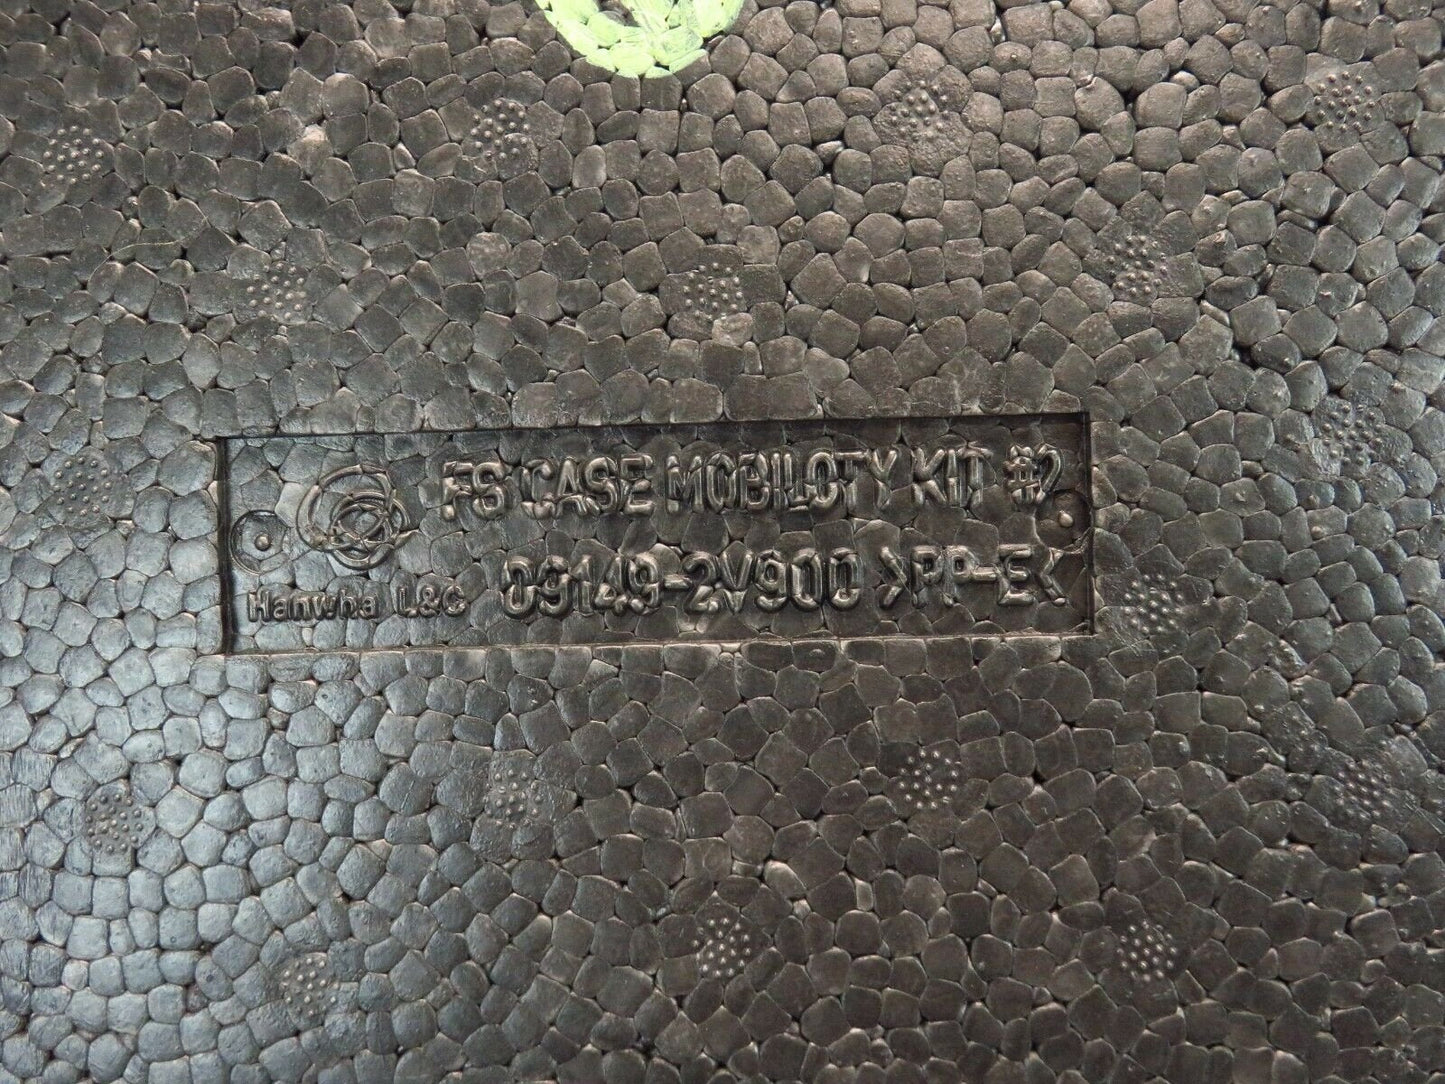 FS CASE MOBILOTY KIT #2
09149-2V900 >PP-E<
Hanwha L&C